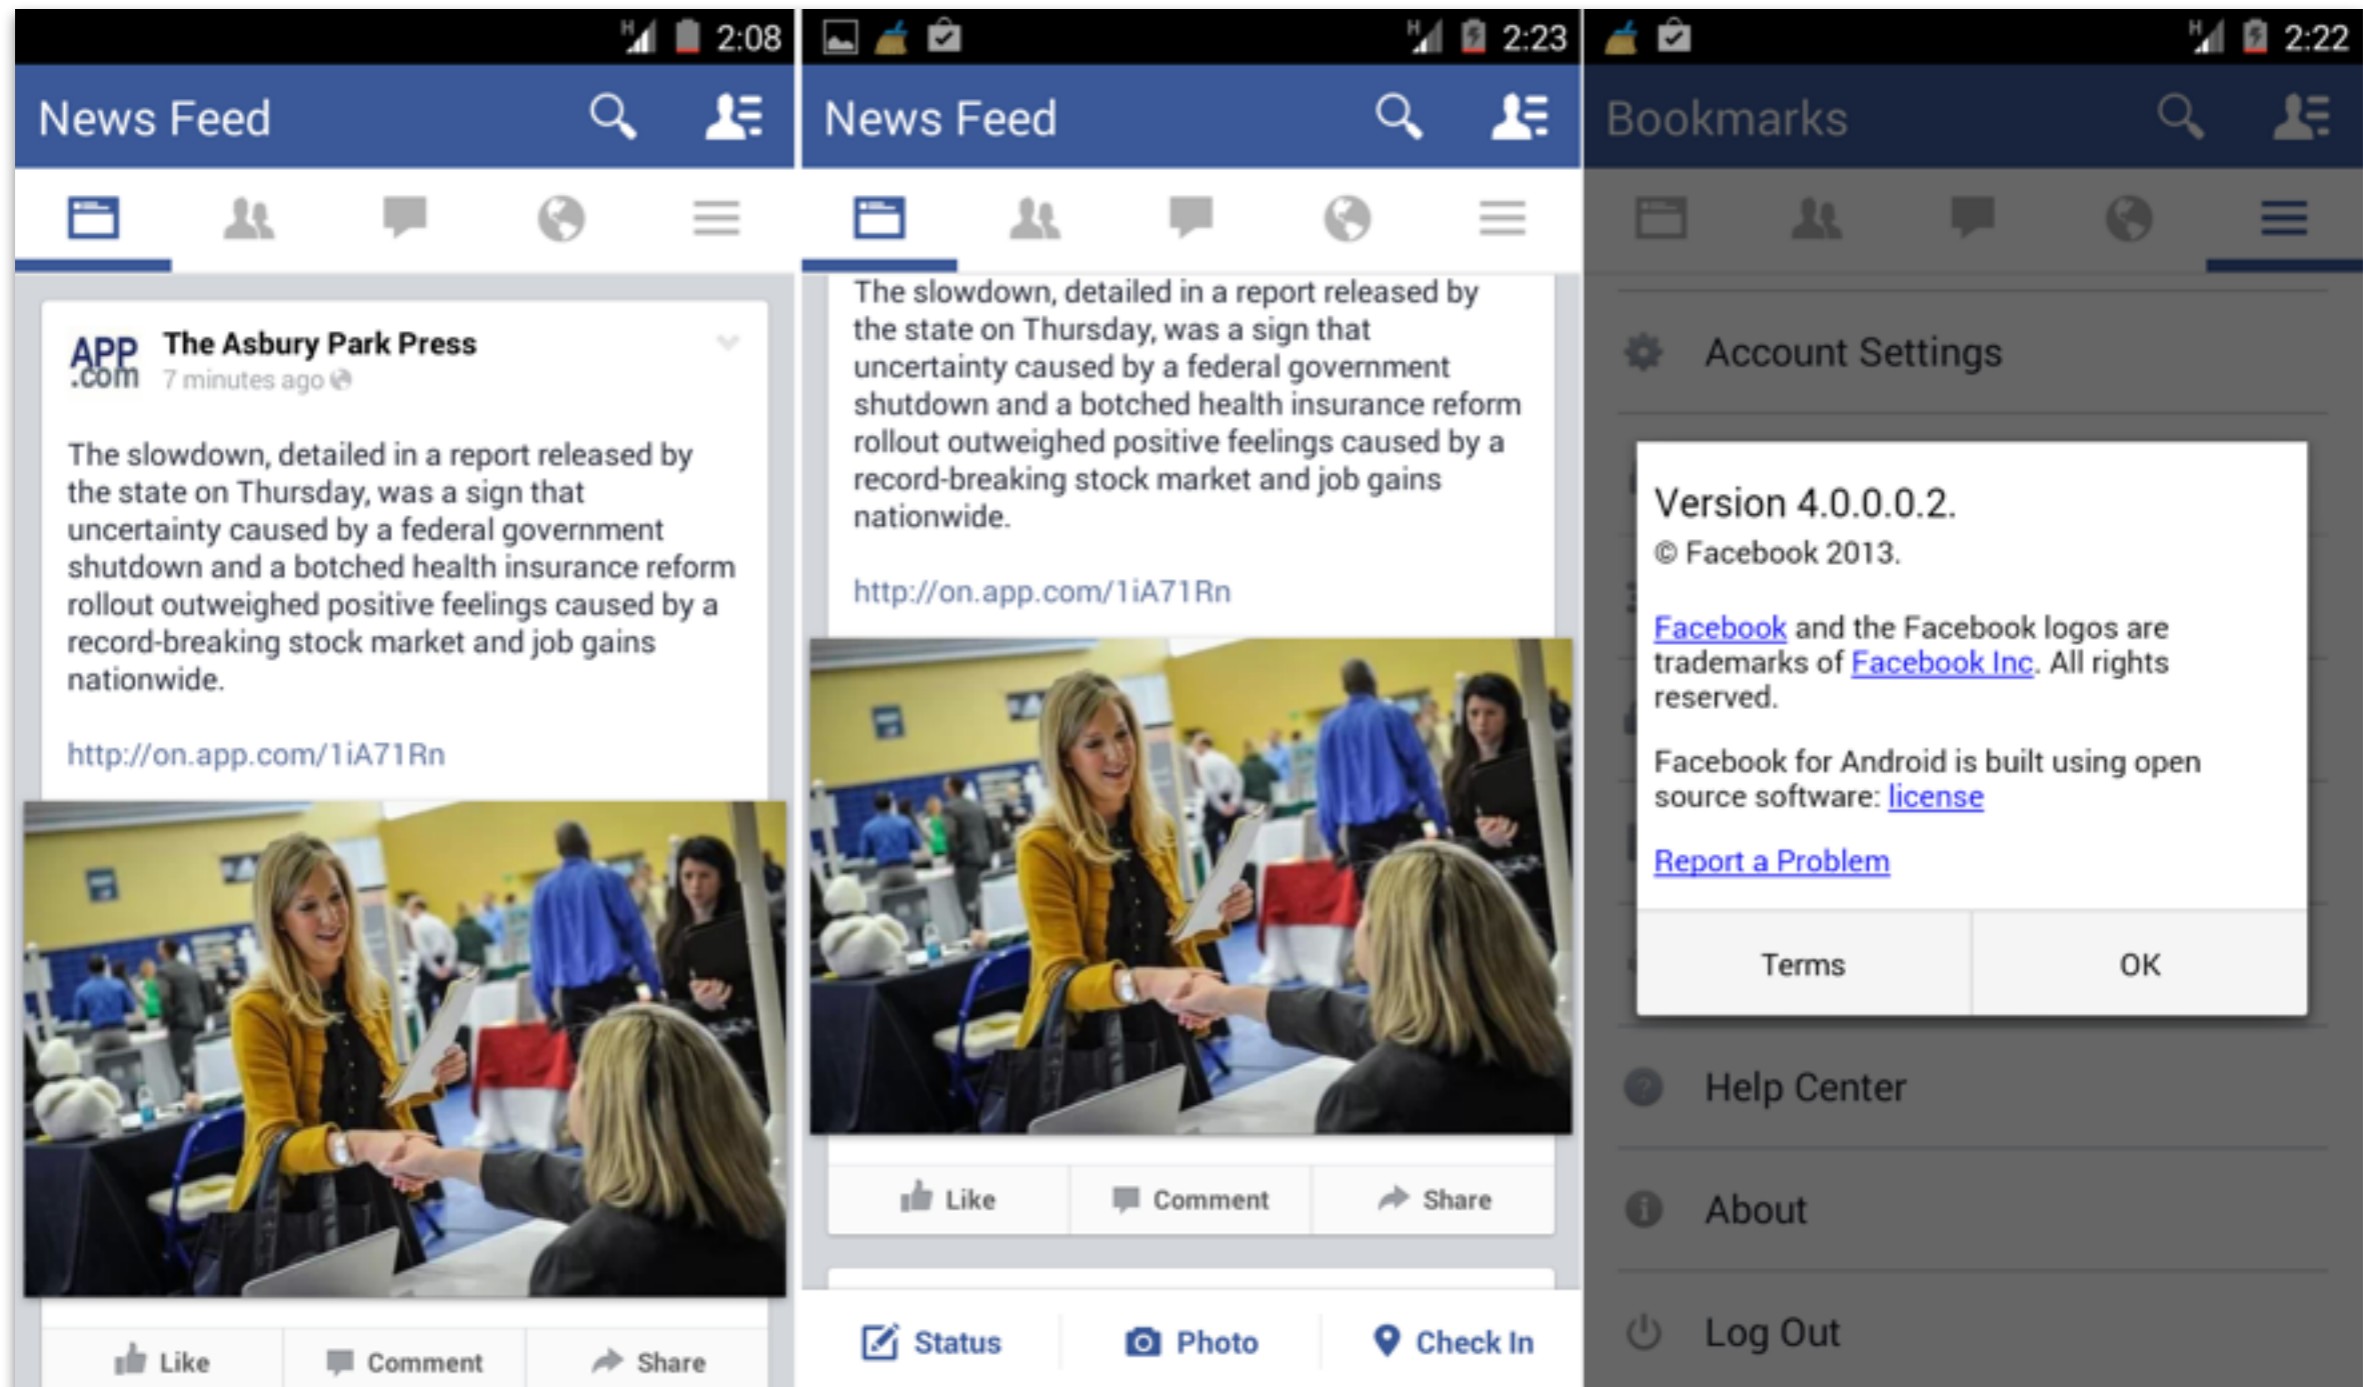 H 2:08
News Feed
APP
.com
The Asbury Park Press
7 minutes ago
The slowdown, detailed in a report released by
the state on Thursday, was a sign that
uncertainty caused by a federal government
shutdown and a botched health insurance reform
rollout outweighed positive feelings caused by a
record-breaking stock market and job gains
nationwide.
http://on.app.com/1iA71Rn
Like Comment Share
H 2:23
News Feed
The slowdown, detailed in a report released by
the state on Thursday, was a sign that
uncertainty caused by a federal government
shutdown and a botched health insurance reform
rollout outweighed positive feelings caused by a
record-breaking stock market and job gains
nationwide.
http://on.app.com/1iA71Rn
Like Comment Share
Status Photo Check In
H 2:22
Bookmarks
Account Settings
Version 4.0.0.0.2.
© Facebook 2013.
Facebook and the Facebook logos are
trademarks of Facebook Inc. All rights
reserved.
Facebook for Android is built using open
source software: license
Report a Problem
Terms OK
Help Center
About
Log Out